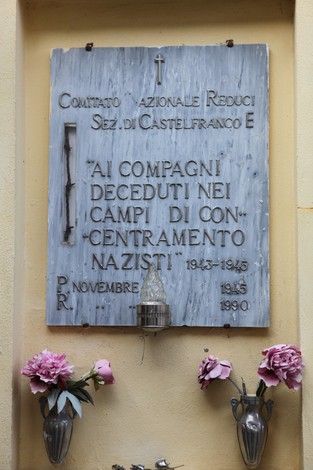 COMITATO AZIONALE REDUCI
SEZ. DI CASTELFRANCO E
"AI COMPAGNI
DECEDUTI NEI
CAMPI DI CON-
-CENTRAMENTO
NAZISTI" 1943-1945
P. NOVEMBRE 1945
R. " " 1990